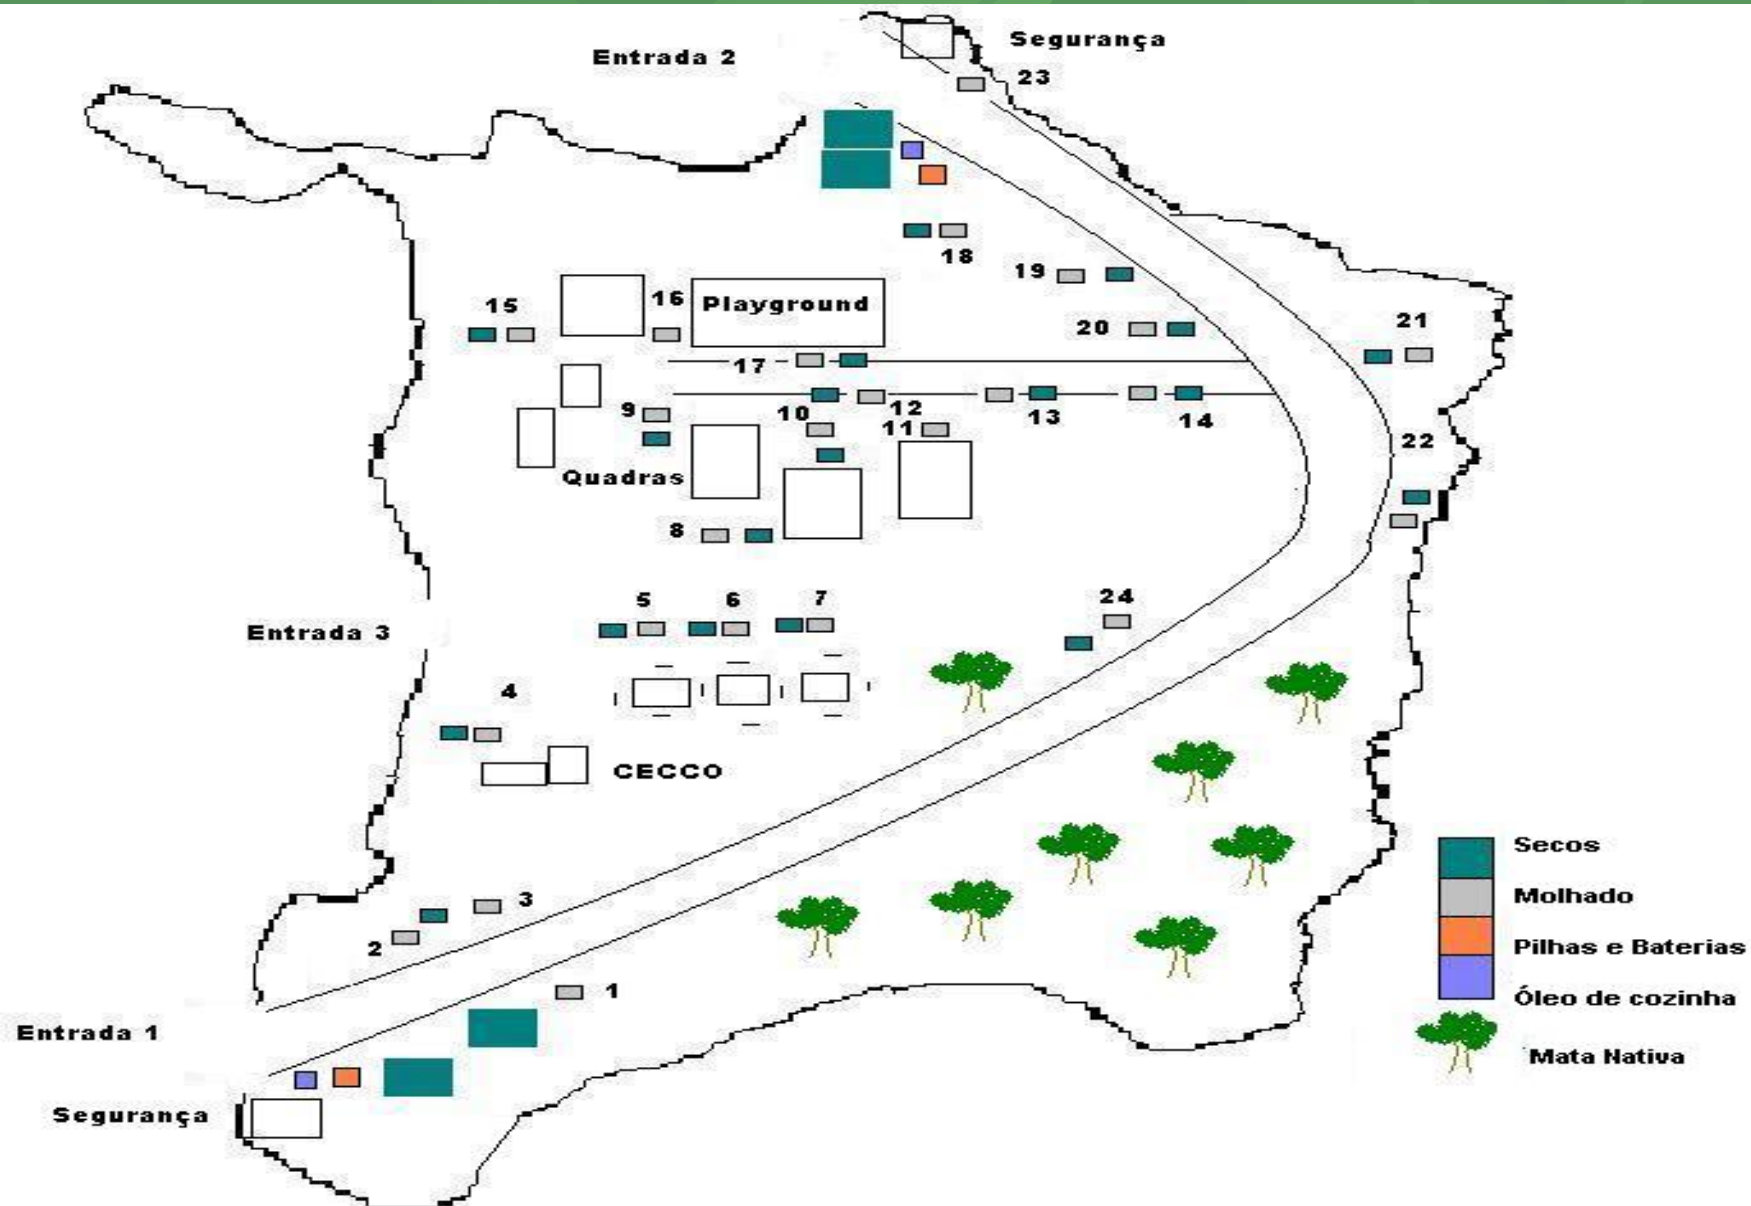 Segurança
Entrada 2
23
18
19
15
16
Playground
20
21
17
9
10
12
11
13
14
22
Quadras
8
5
6
7
24
Entrada 3
4
CECCO
3
2
1
Entrada 1
Segurança
Secos
Molhado
Pilhas e Baterias
Óleo de cozinha
Mata Nativa